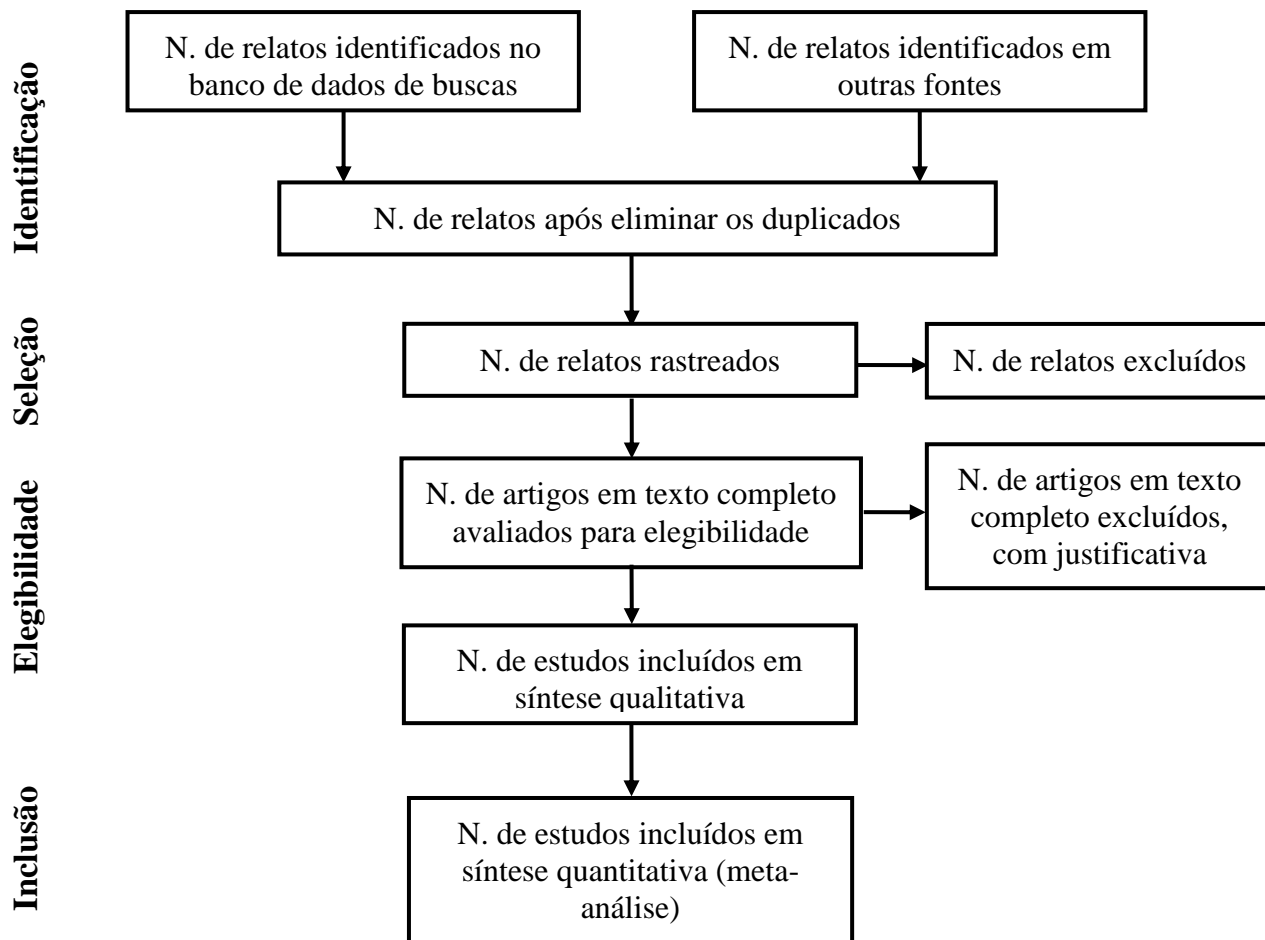 Identificação
N. de relatos identificados no
banco de dados de buscas
N. de relatos identificados em
outras fontes
N. de relatos após eliminar os duplicados
Seleção
N. de relatos rastreados
N. de relatos excluídos
Elegibilidade
N. de artigos em texto completo
avaliados para elegibilidade
N. de artigos em texto
completo excluídos,
com justificativa
N. de estudos incluídos em
síntese qualitativa
Inclusão
N. de estudos incluídos em
síntese quantitativa (meta-
análise)